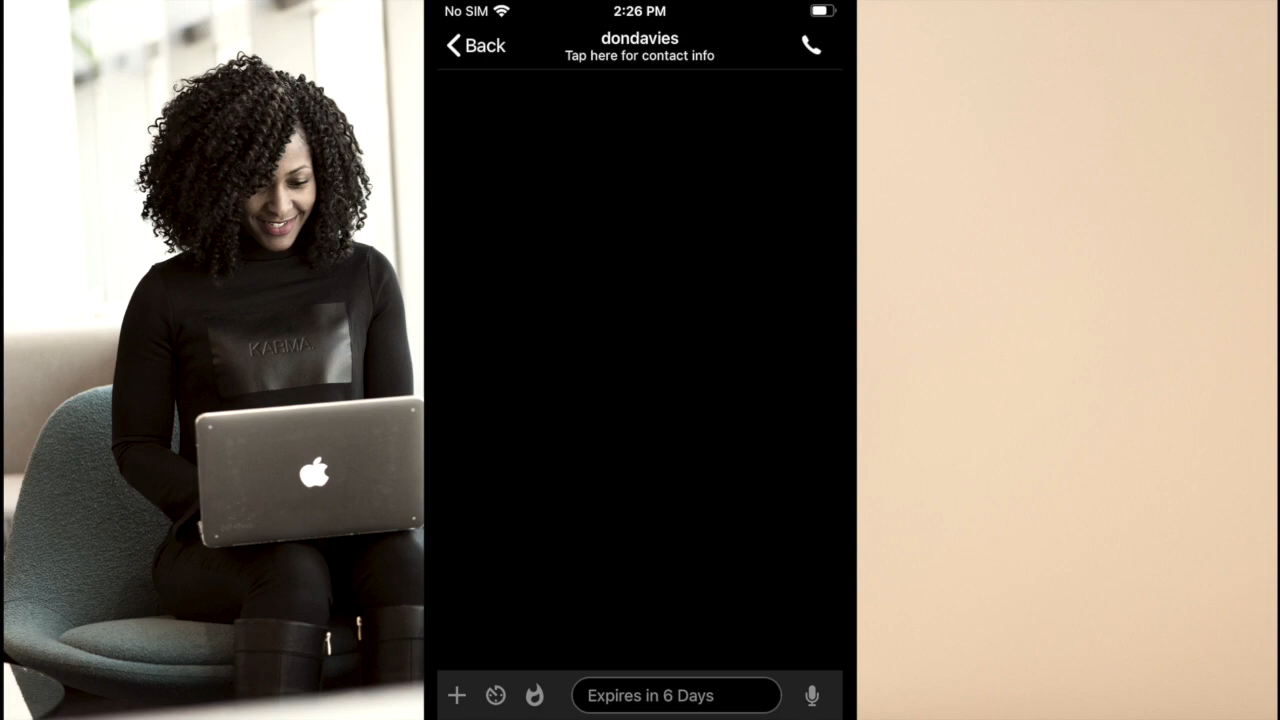 KARMA.
No SIM
2:26 PM
Back
dondavies
Tap here for contact info
Expires in 6 Days